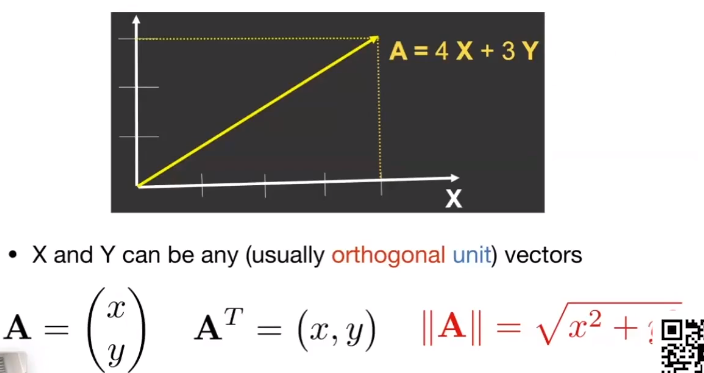 A = 4 X + 3 Y
X
• X and Y can be any (usually orthogonal unit) vectors
A = (x y) A^T = (x, y) ‖A‖ = √x² +